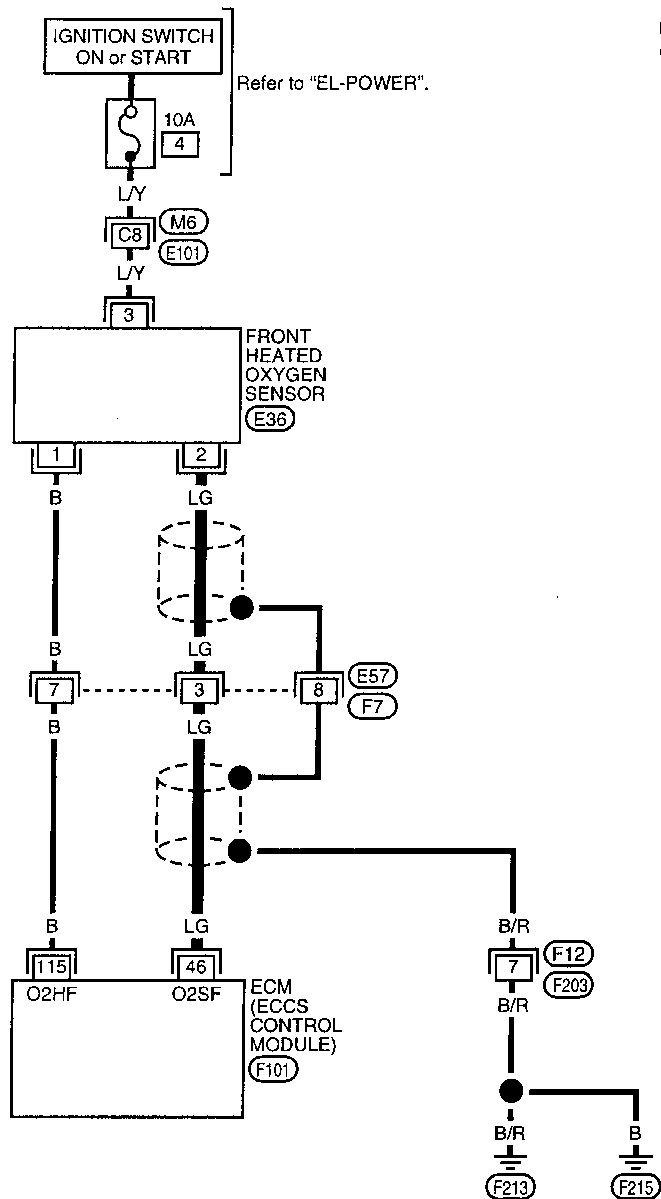 IGNITION SWITCH
ON or START
Refer to "EL-POWER".
10A
4
L/Y
C8
M6
E101
L/Y
3
FRONT
HEATED
OXYGEN
SENSOR
E36
1
2
B
LG
B
LG
7
3
8
E57
F7
B
LG
B
LG
B/R
115
46
7
F12
F203
O2HF
O2SF
ECM
(ECCS
CONTROL
MODULE)
F101
B/R
B/R
B
F213
F215